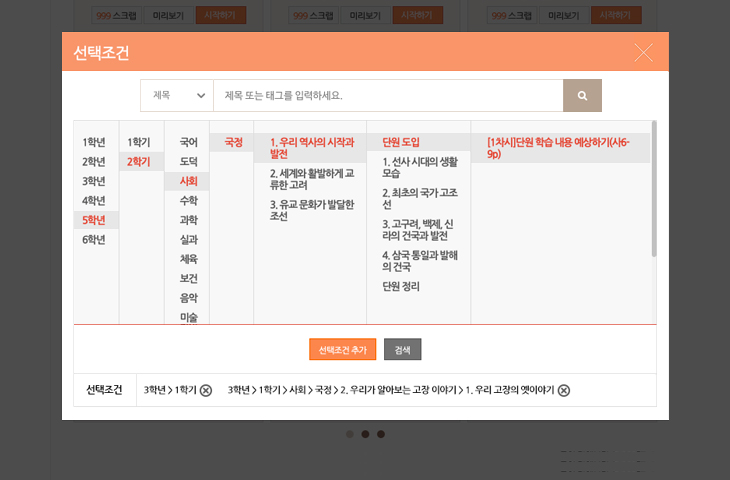 999 스크랩 미리보기 시작하기 999 스크랩 미리보기 시작하기 999 스크랩 미리보기 시작하기
선택조건
제목 제목 또는 태그를 입력하세요.
1학년
2학년
3학년
4학년
5학년
6학년
1학기
2학기
국어
도덕
사회
수학
과학
실과
체육
보건
음악
미술
국정
1. 우리 역사의 시작과
발전
2. 세계와 활발하게 교
류한 고려
3. 유교 문화가 발달한
조선
단원 도입
1. 선사 시대의 생활
모습
2. 최초의 국가 고조
선
3. 고구려, 백제, 신
라의 건국과 발전
4. 삼국 통일과 발해
의 건국
단원 정리
[1차시]단원 학습 내용 예상하기(사6-
9p)
선택조건 추가 검색
선택조건 3학년 > 1학기 3학년 > 1학기 > 사회 > 국정 > 2. 우리가 알아보는 고장 이야기 > 1. 우리 고장의 옛이야기